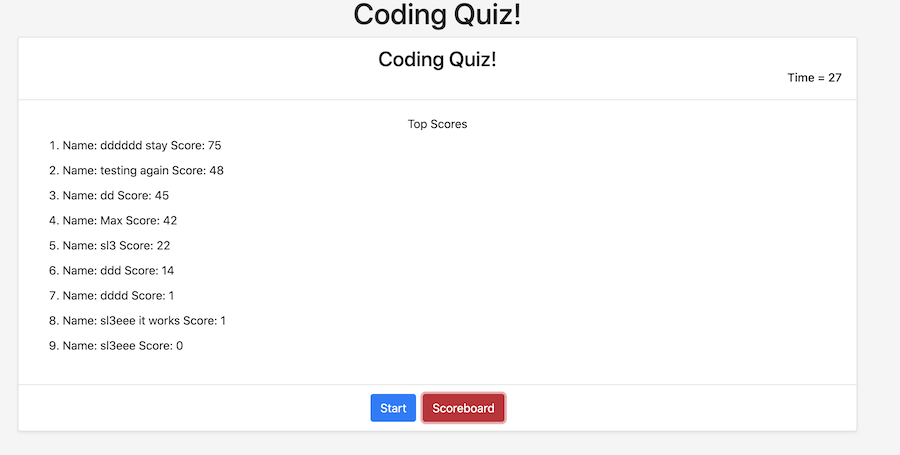 Coding Quiz!
Coding Quiz!
Time = 27
Top Scores
1. Name: dddddd stay Score: 75
2. Name: testing again Score: 48
3. Name: dd Score: 45
4. Name: Max Score: 42
5. Name: sl3 Score: 22
6. Name: ddd Score: 14
7. Name: dddd Score: 1
8. Name: sl3eee it works Score: 1
9. Name: sl3eee Score: 0
Start Scoreboard